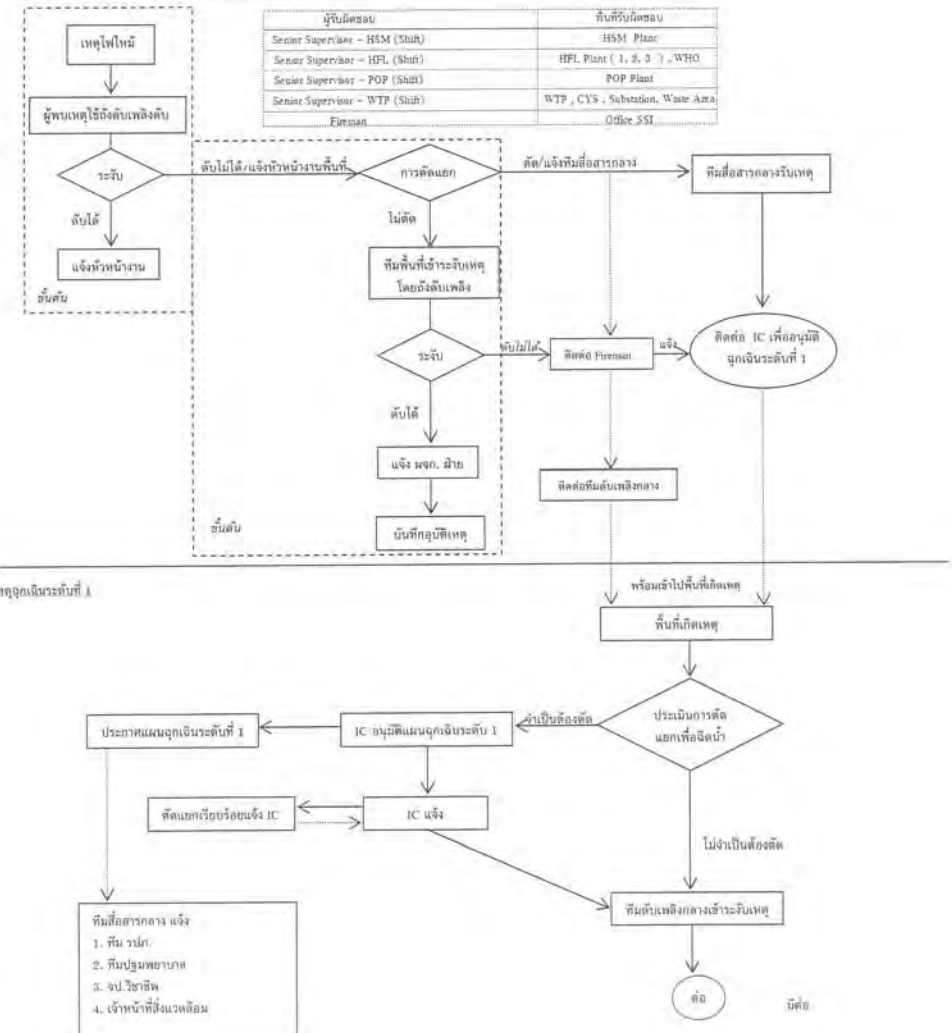 ผู้รับผิดชอบ พื้นที่รับผิดชอบ
Senior Supervisor – HSM (Shift) HSM Plant
Senior Supervisor – HFL (Shift) HFL Plant ( 1, 2, 3 ) , WHO
Senior Supervisor – POP (Shift) POP Plant
Senior Supervisor – WTP (Shift) WTP , CYS , Substation, Waste Area
Fireman Office SSI
เหตุไฟไหม้
ผู้พบเหตุใช้ถังดับเพลิงดับ
ระงับ
ดับไม่ได้/แจ้งหัวหน้างานพื้นที่
การตัดแยก
ตัด/แจ้งทีมสื่อสารกลาง
ทีมสื่อสารกลางรับเหตุ
ดับได้
แจ้งหัวหน้างาน
ขั้นต้น
ไม่ตัด
ทีมพื้นที่เข้าระงับเหตุ
โดยถังดับเพลิง
ระงับ
ดับไม่ได้
ติดต่อ Fireman
แจ้ง
ติดต่อ IC เพื่ออนุมัติ
ฉุกเฉินระดับที่ 1
ดับได้
แจ้ง ผจก. ฝ่าย
ติดต่อทีมดับเพลิงกลาง
บันทึกอุบัติเหตุ
ขั้นต้น
หตุฉุกเฉินระดับที่ 1
พร้อมเข้าไปพื้นที่เกิดเหตุ
พื้นที่เกิดเหตุ
ประเมินการตัด
แยกเพื่อฉีดน้ำ
จำเป็นต้องตัด
IC อนุมัติแผนฉุกเฉินระดับ 1
ประกาศแผนฉุกเฉินระดับที่ 1
ตัดแยกเรียบร้อยแจ้ง IC
IC แจ้ง
ไม่จำเป็นต้องตัด
ทีมดับเพลิงกลางเข้าระงับเหตุ
ทีมสื่อสารกลาง แจ้ง
1. ทีม รปภ.
2. ทีมปฐมพยาบาล
3. จป.วิชาชีพ
4. เจ้าหน้าที่สิ่งแวดล้อม
ต่อ
มีต่อ